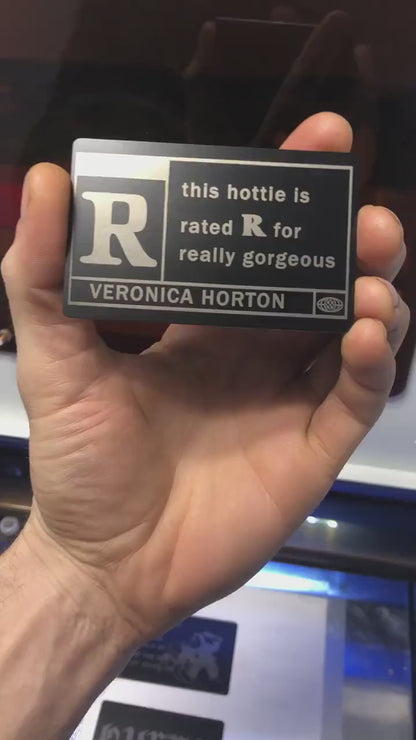 R
this hottie is
rated R for
really gorgeous
VERONICA HORTON